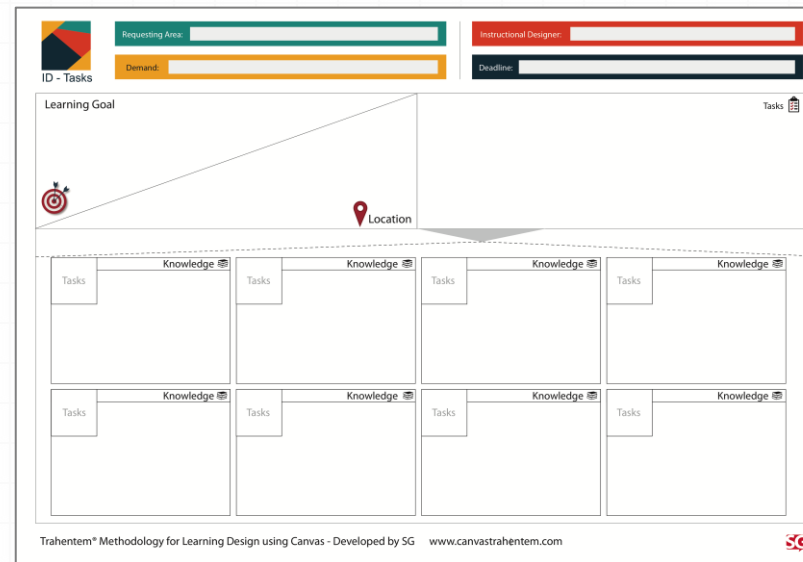 Requesting Area:
Instructional Designer:
Demand:
Deadline:
ID - Tasks
Learning Goal
Tasks
Location
Knowledge
Knowledge
Knowledge
Knowledge
Tasks
Tasks
Tasks
Tasks
Knowledge
Knowledge
Knowledge
Knowledge
Tasks
Tasks
Tasks
Tasks
Trahentem® Methodology for Learning Design using Canvas - Developed by SG www.canvastrahentem.com
SG